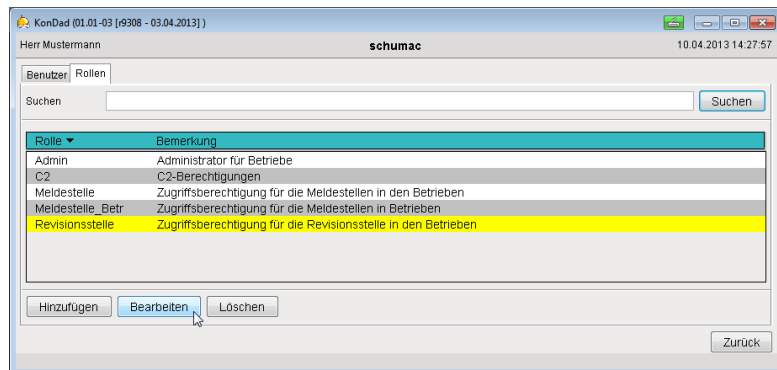 KonDad (01.01-03 [r9308 - 03.04.2013] )
Herr Mustermann schumac 10.04.2013 14:27:57
Benutzer Rollen
Suchen Suchen
Rolle Bemerkung
Admin Administrator für Betriebe
C2 C2-Berechtigungen
Meldestelle Zugriffsberechtigung für die Meldestellen in den Betrieben
Meldestelle_Betr Zugriffsberechtigung für die Meldestellen in Betrieben
Revisionsstelle Zugriffsberechtigung für die Revisionsstelle in den Betrieben
Hinzufügen Bearbeiten Löschen
Zurück